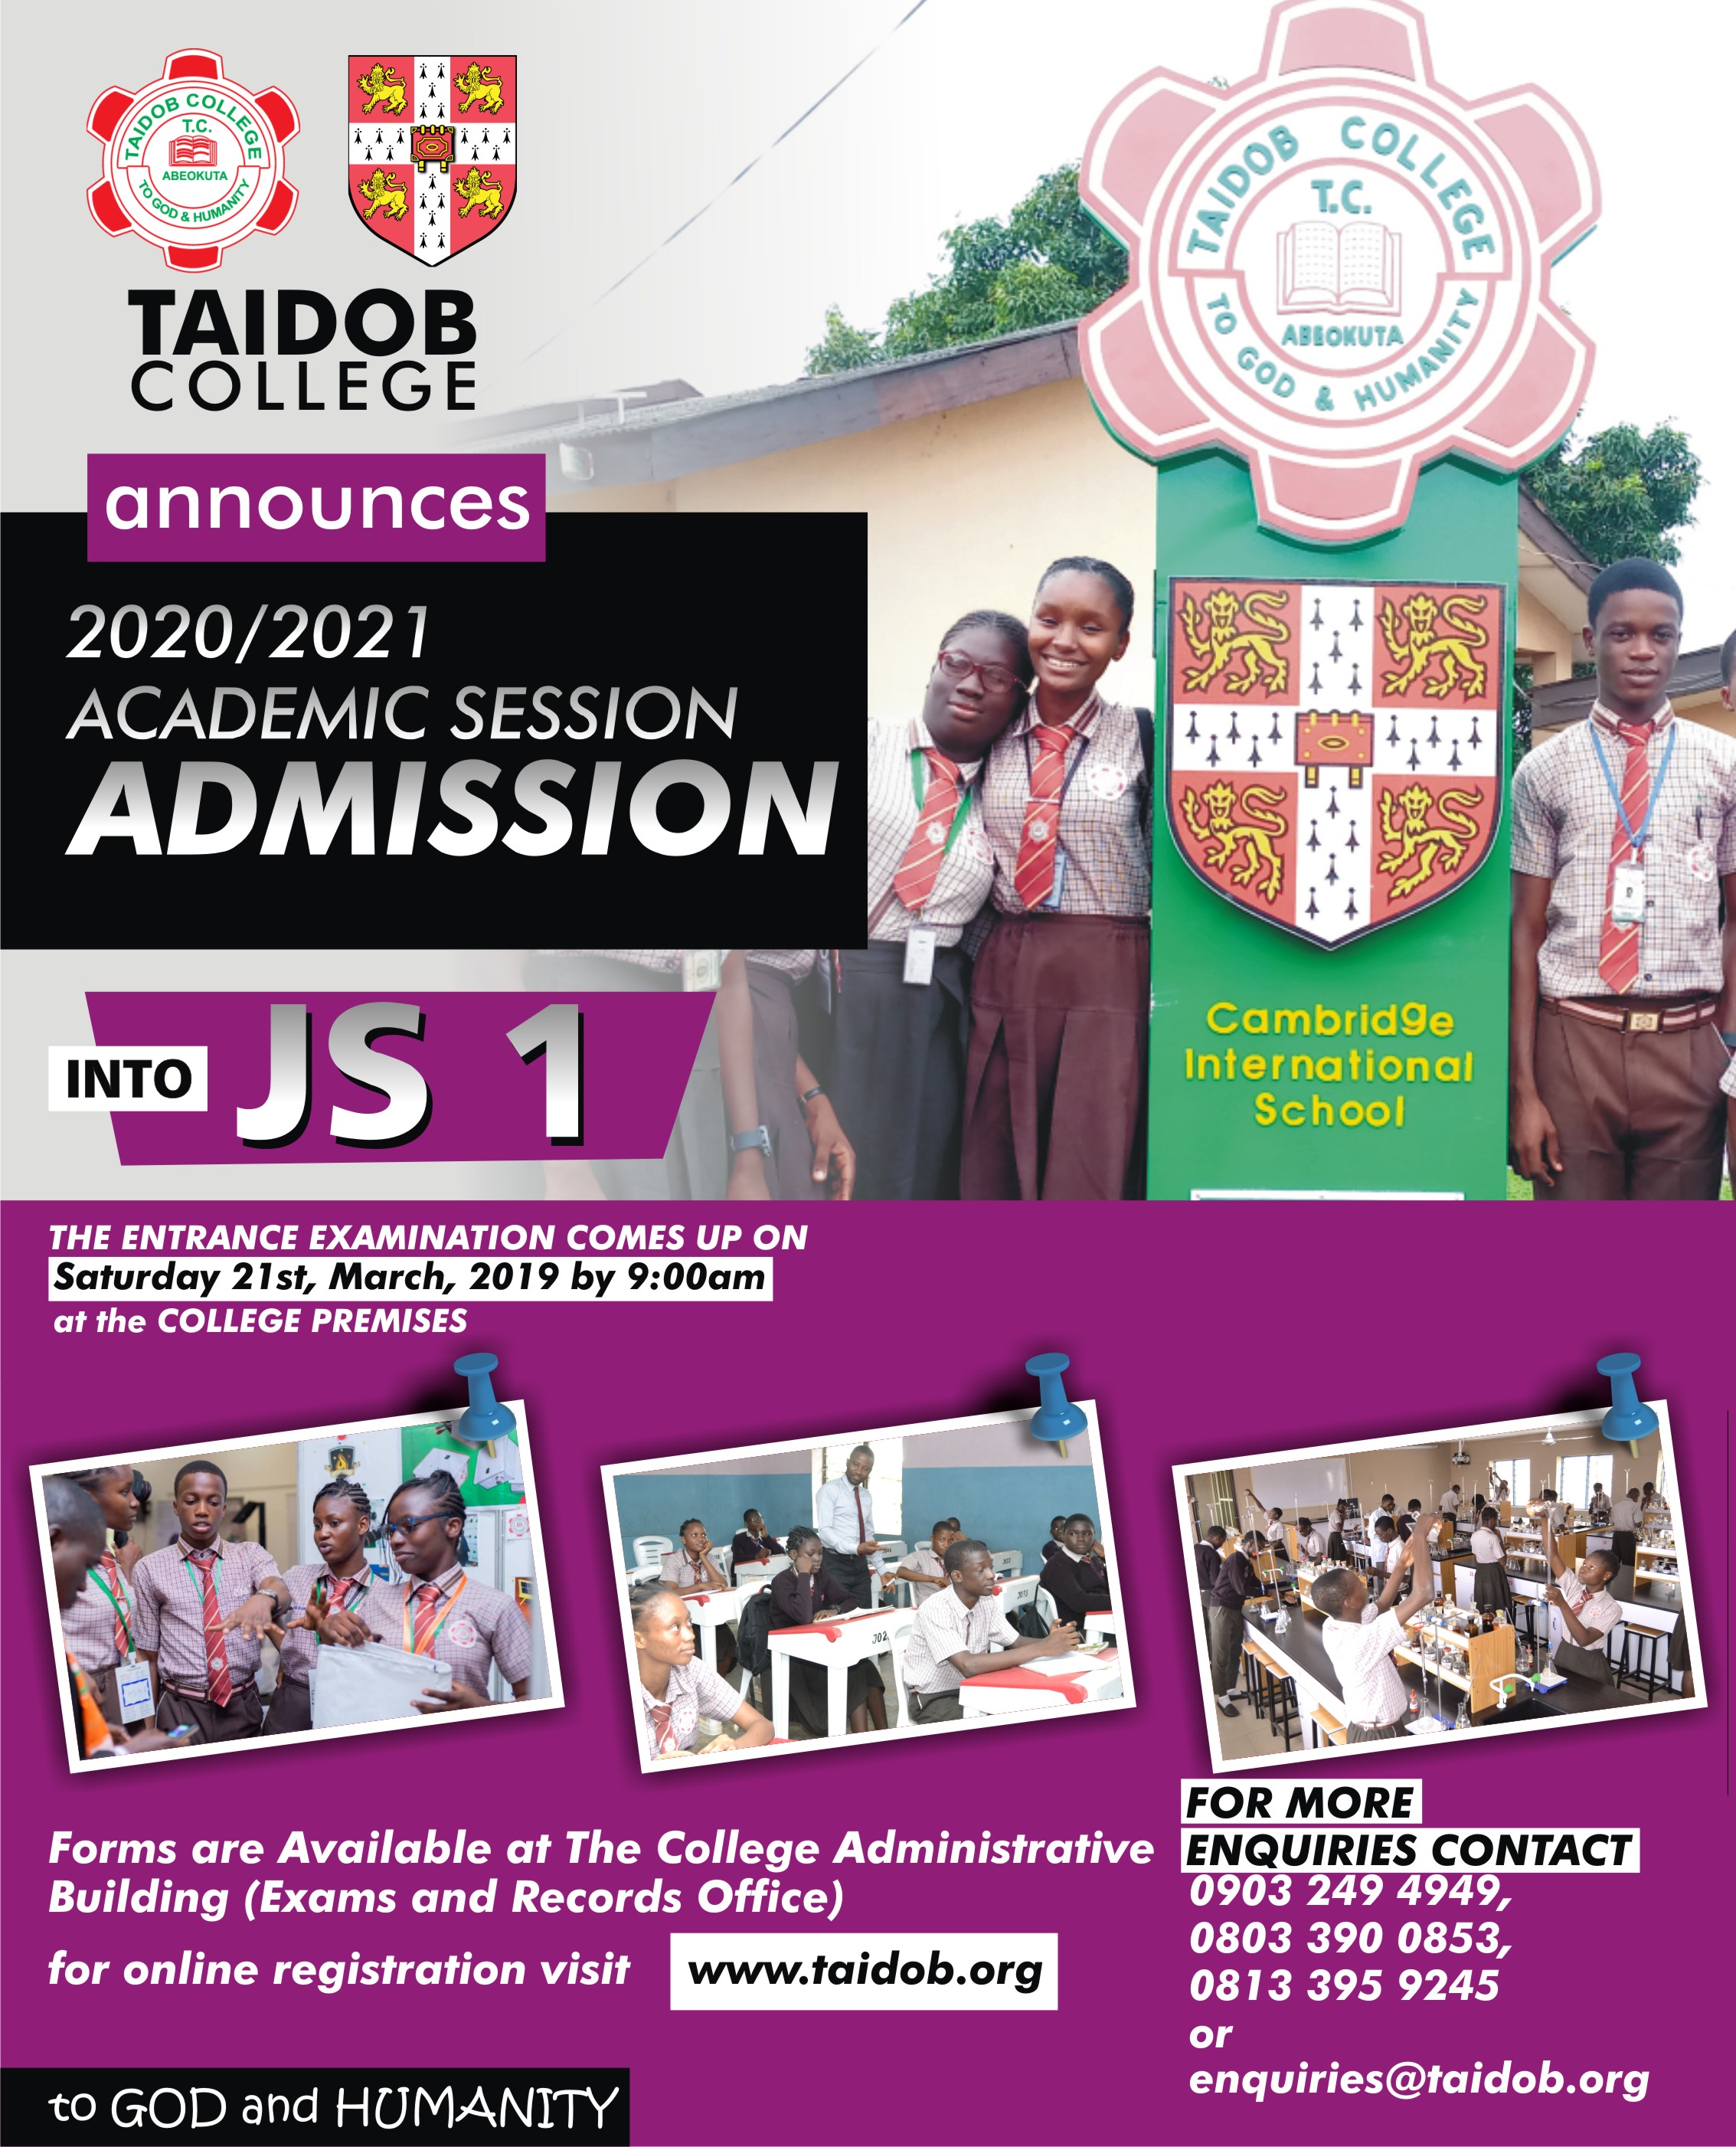 TAIDOB COLLEGE
T.C.
ABEOKUTA
TO GOD & HUMANITY
TAIDOB
COLLEGE
announces
2020/2021
ACADEMIC SESSION
ADMISSION
INTO
JS 1
TAIDOB COLLEGE
T.C.
ABEOKUTA
TO GOD & HUMANITY
Cambridge
International
School
THE ENTRANCE EXAMINATION COMES UP ON
Saturday 21st, March, 2019 by 9:00am
at the COLLEGE PREMISES
Forms are Available at The College Administrative
Building (Exams and Records Office)
for online registration visit
www.taidob.org
FOR MORE
ENQUIRIES CONTACT
0903 249 4949,
0803 390 0853,
0813 395 9245
or
enquiries@taidob.org
to GOD and HUMANITY